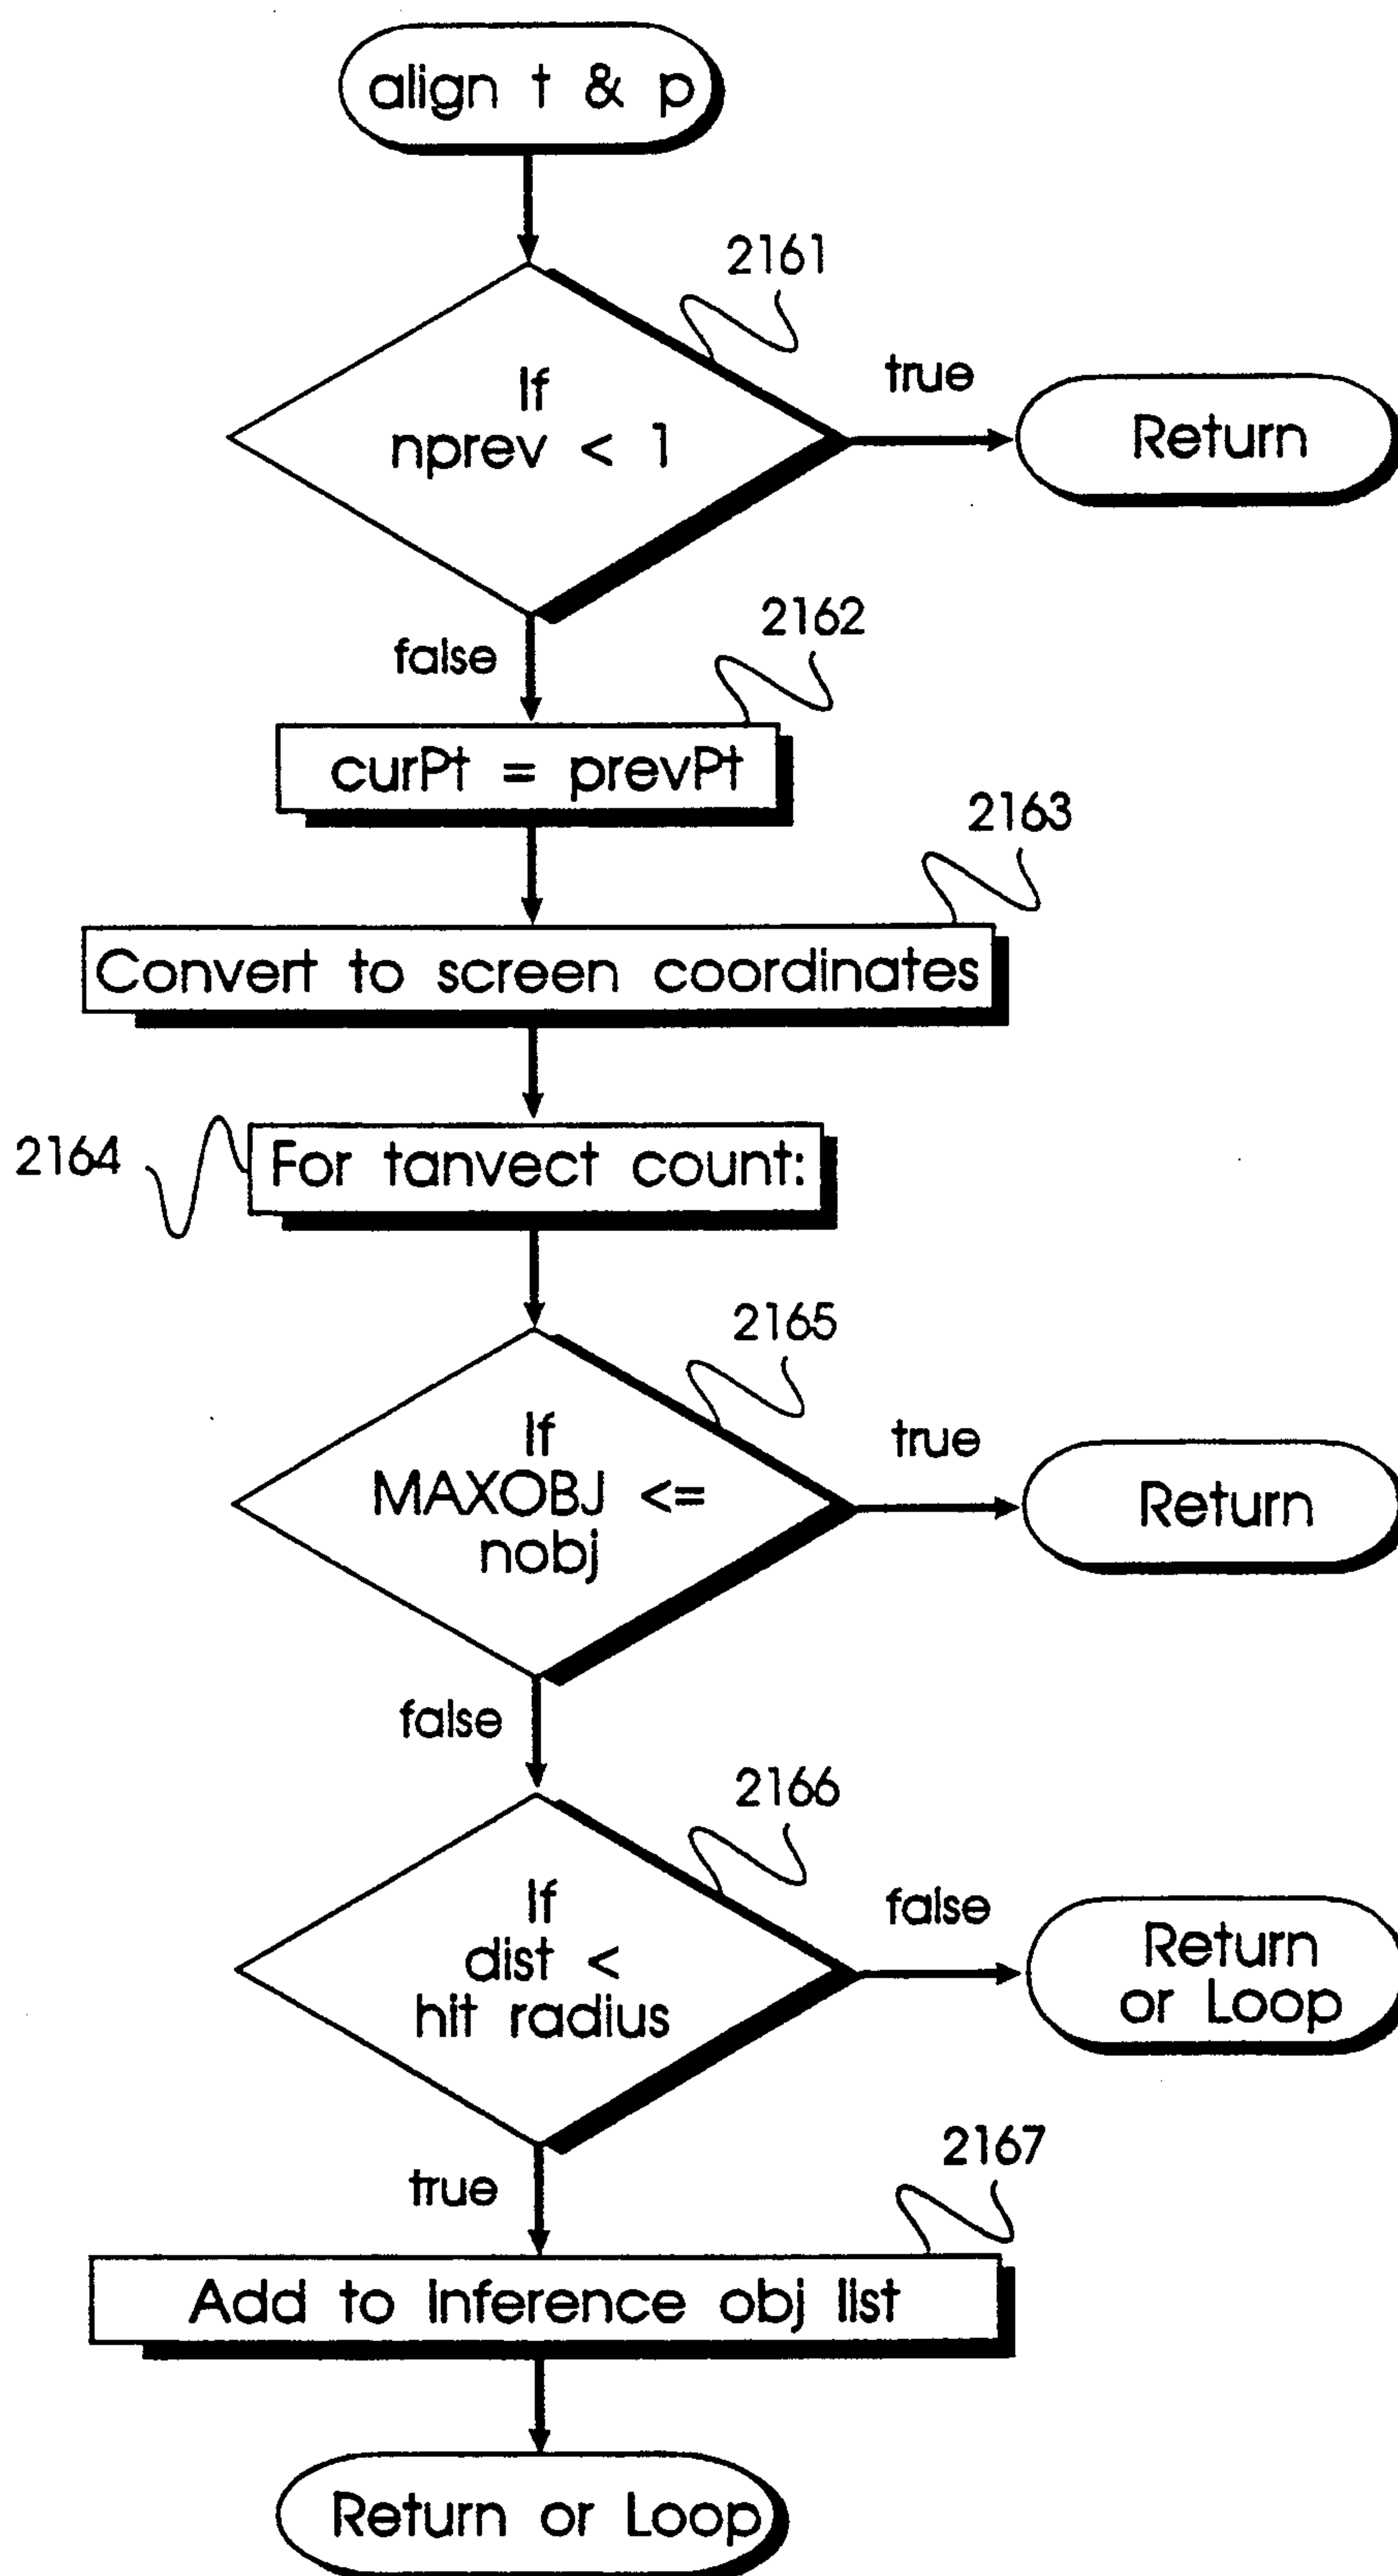 align t & p
2161
If
nprev < 1
true
Return
false
2162
curPt = prevPt
2163
Convert to screen coordinates
2164
For tanvect count:
2165
If
MAXOBJ <=
nobj
true
Return
false
2166
If
dist <
hit radius
false
Return
or Loop
true
2167
Add to inference obj list
Return or Loop